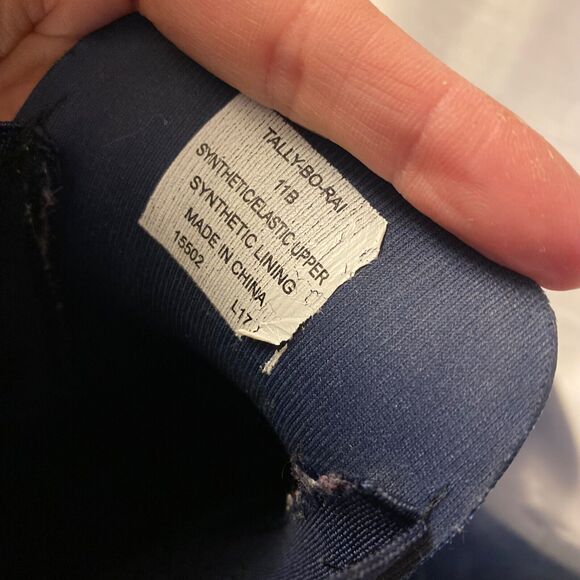 TALLY-BO-RAI
11B
SYNTHETIC/ELASTIC UPPER
SYNTHETIC LINING
MADE IN CHINA
15502
L17